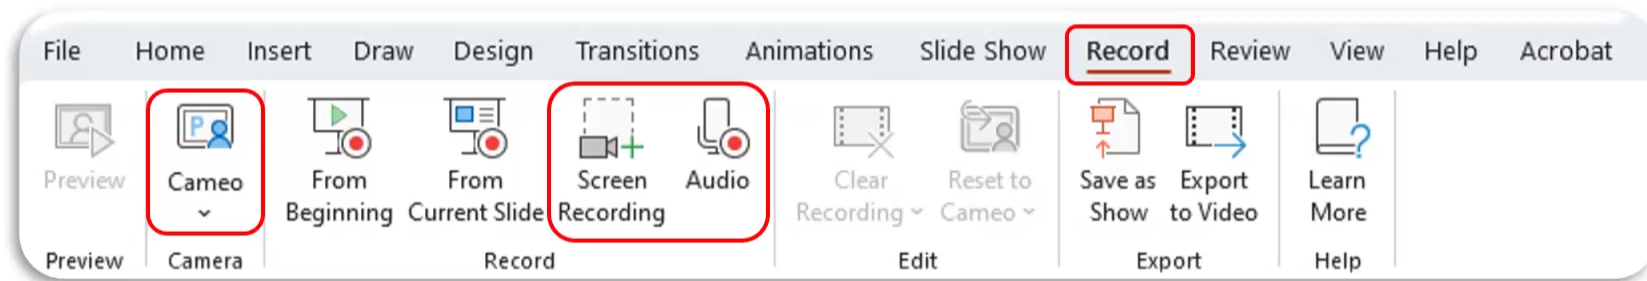 File Home Insert Draw Design Transitions Animations Slide Show Record Review View Help Acrobat
Preview Cameo From Beginning From Current Slide Screen Recording Audio Clear Recording Reset to Cameo Save as Show Export to Video Learn More
Preview Camera Record Edit Export Help